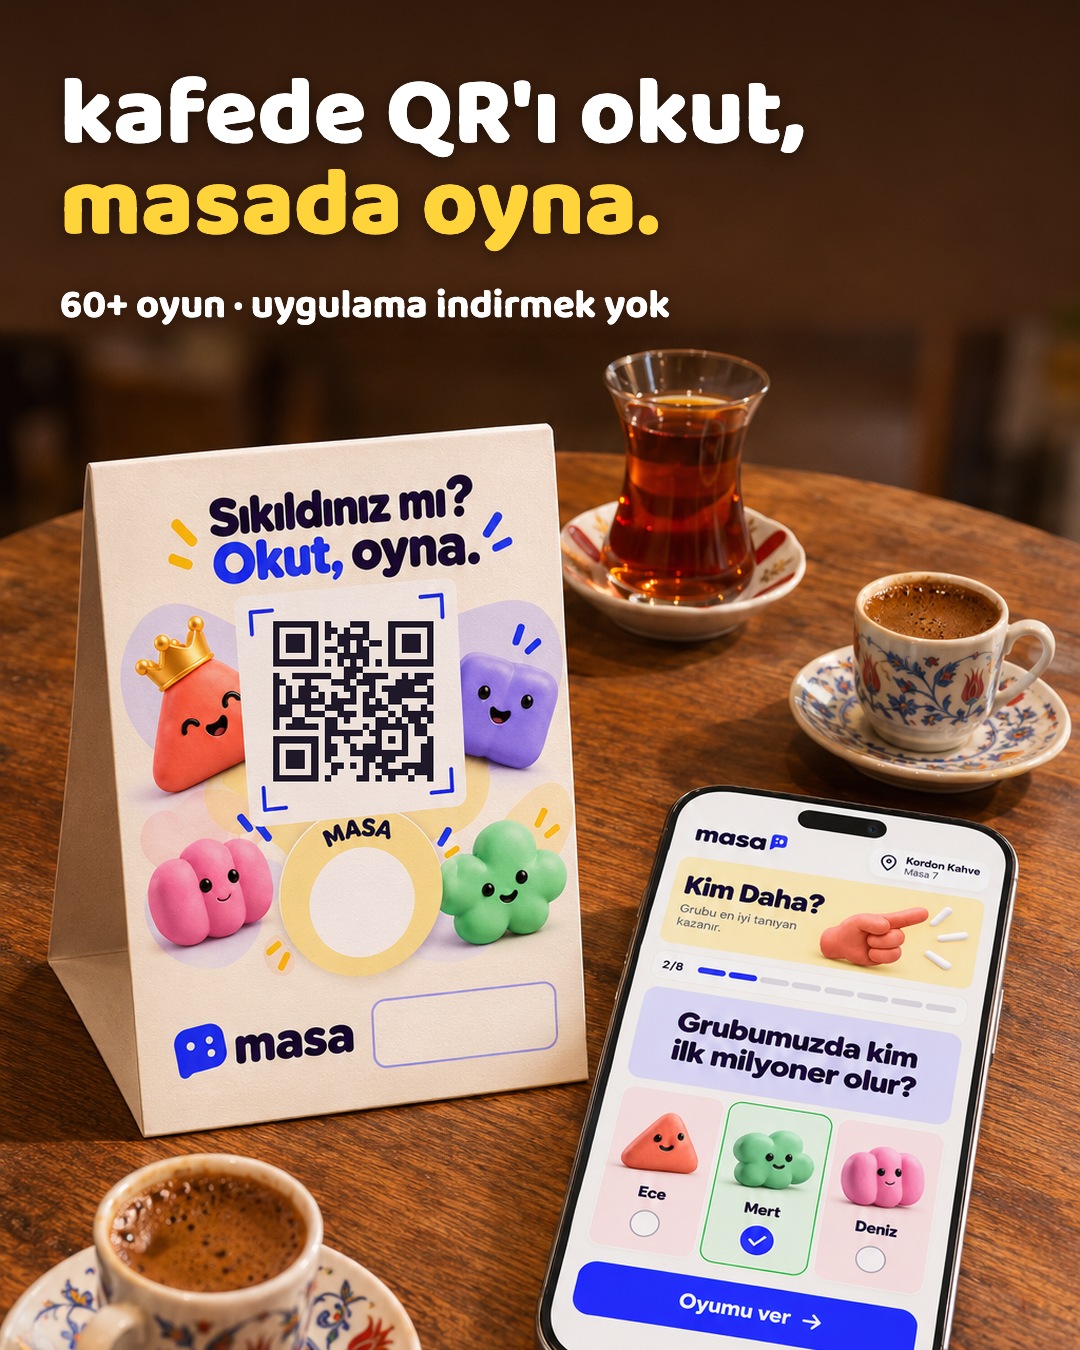 kafede QR'ı okut,
masada oyna.
60+ oyun · uygulama indirmek yok
Sıkıldınız mı?
Okut, oyna.
MASA
masa
masa
Kordon Kahve
Masa 7
Kim Daha?
Grubu en iyi tanıyan
kazanır.
2/8
Grubumuzda kim
ilk milyoner olur?
Ece
Mert
Deniz
Oyumu ver →